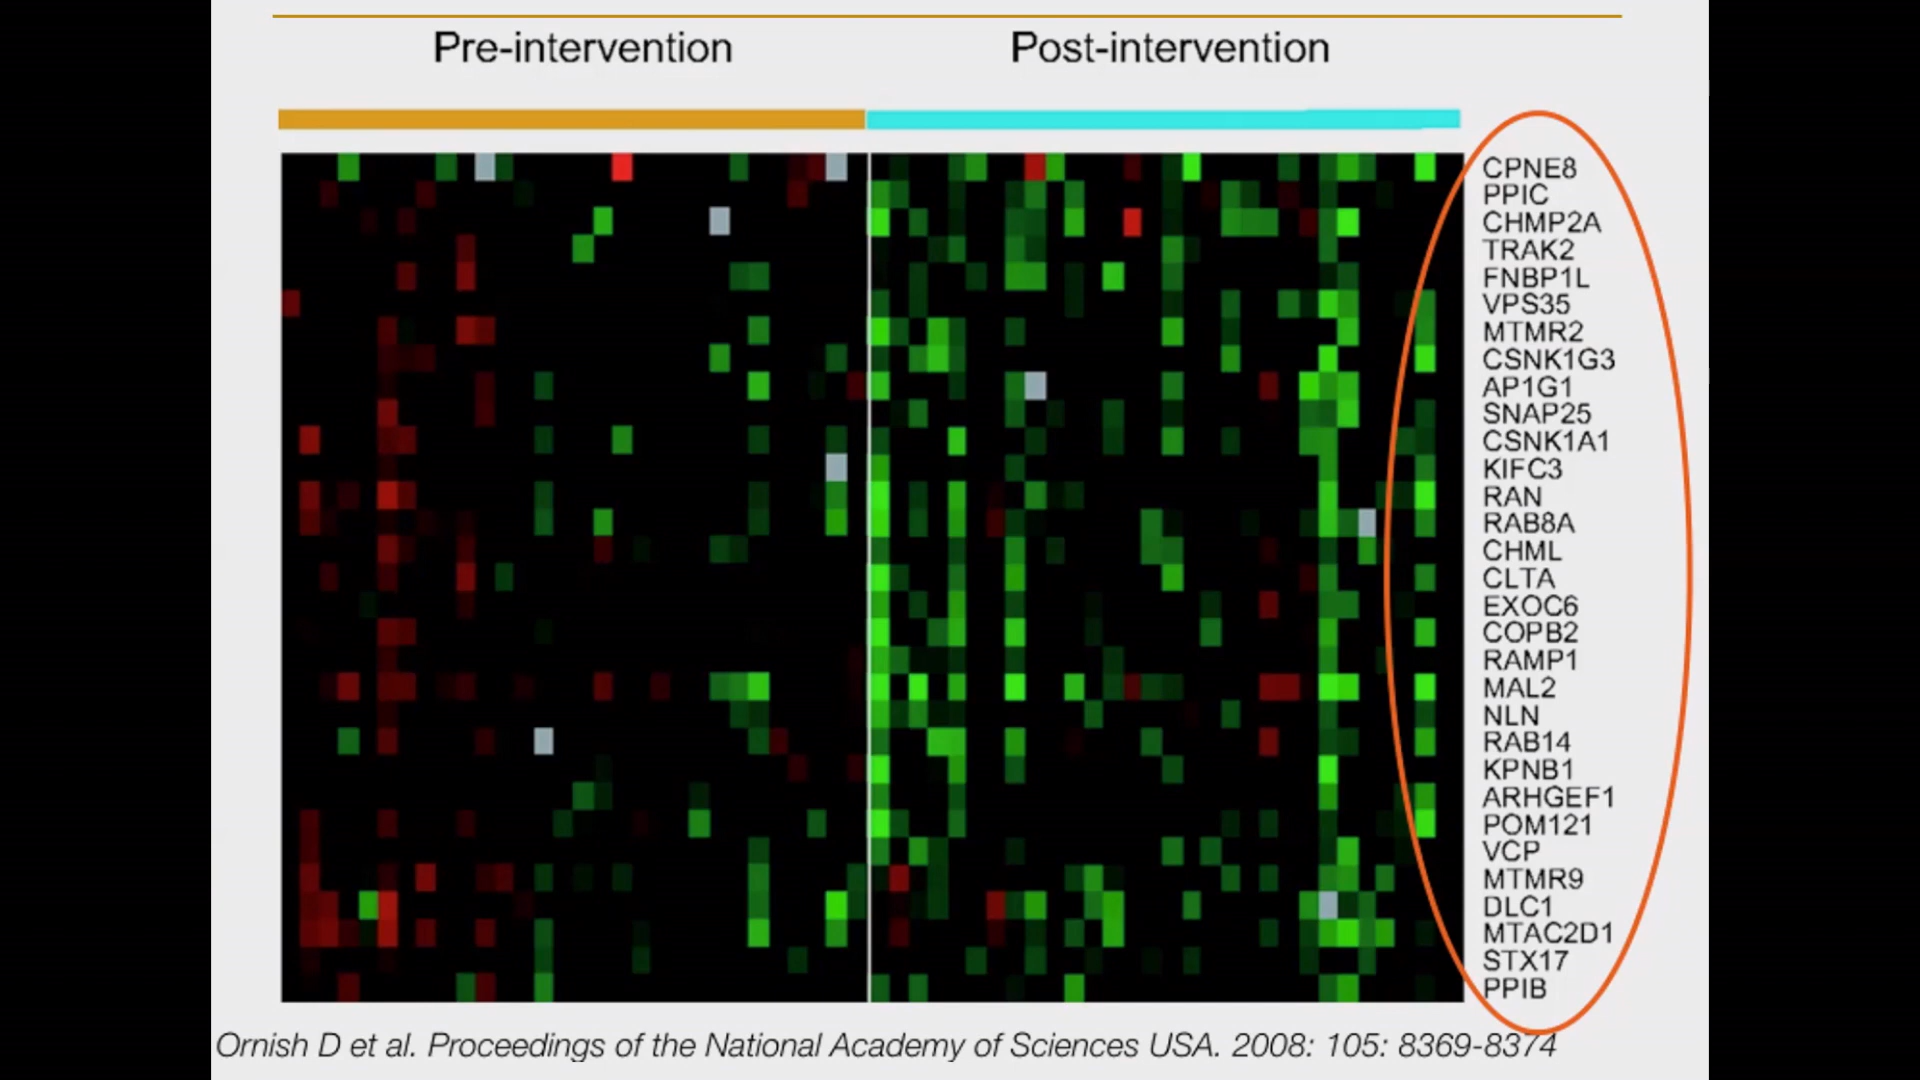 Pre-intervention
Post-intervention
CPNE8
PPIC
CHMP2A
TRAK2
FNBP1L
VPS35
MTMR2
CSNK1G3
AP1G1
SNAP25
CSNK1A1
KIFC3
RAN
RAB8A
CHML
CLTA
EXOC6
COPB2
RAMP1
MAL2
NLN
RAB14
KPNB1
ARHGEF1
POM121
VCP
MTMR9
DLC1
MTAC2D1
STX17
PPIB
Ornish D et al. Proceedings of the National Academy of Sciences USA. 2008: 105: 8369-8374